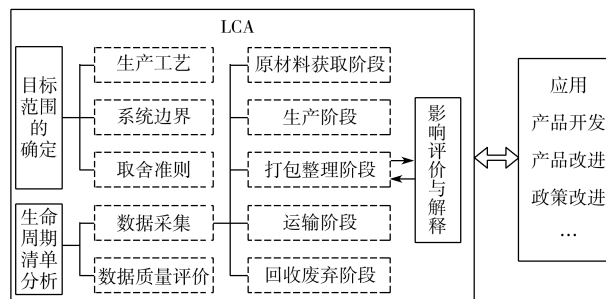 LCA
目标
范围
的
确定
生产工艺
系统边界
取舍准则
生命
周期
清单
分析
数据采集
数据质量评价
原材料获取阶段
生产阶段
打包整理阶段
运输阶段
回收废弃阶段
影响评价与解释
应用
产品开发
产品改进
政策改进
…